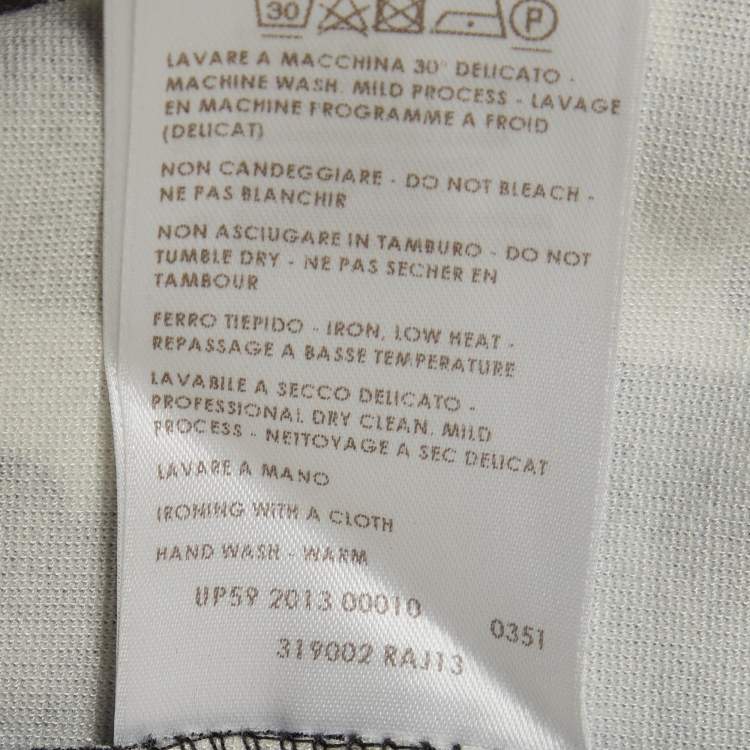 30 P
LAVARE A MACCHINA 30° DELICATO -
MACHINE WASH. MILD PROCESS - LAVAGE
EN MACHINE PROGRAMME A FROID
(DELICAT)
NON CANDEGGIARE - DO NOT BLEACH -
NE PAS BLANCHIR
NON ASCIUGARE IN TAMBURO - DO NOT
TUMBLE DRY - NE PAS SECHER EN
TAMBOUR
FERRO TIEPIDO - IRON, LOW HEAT -
REPASSAGE A BASSE TEMPERATURE
LAVABILE A SECCO DELICATO -
PROFESSIONAL DRY CLEAN. MILD
PROCESS - NETTOYAGE A SEC DELICAT
LAVARE A MANO
IRONING WITH A CLOTH
HAND WASH - WARM
UP59 2013 00010
0351
319002 RAJ13